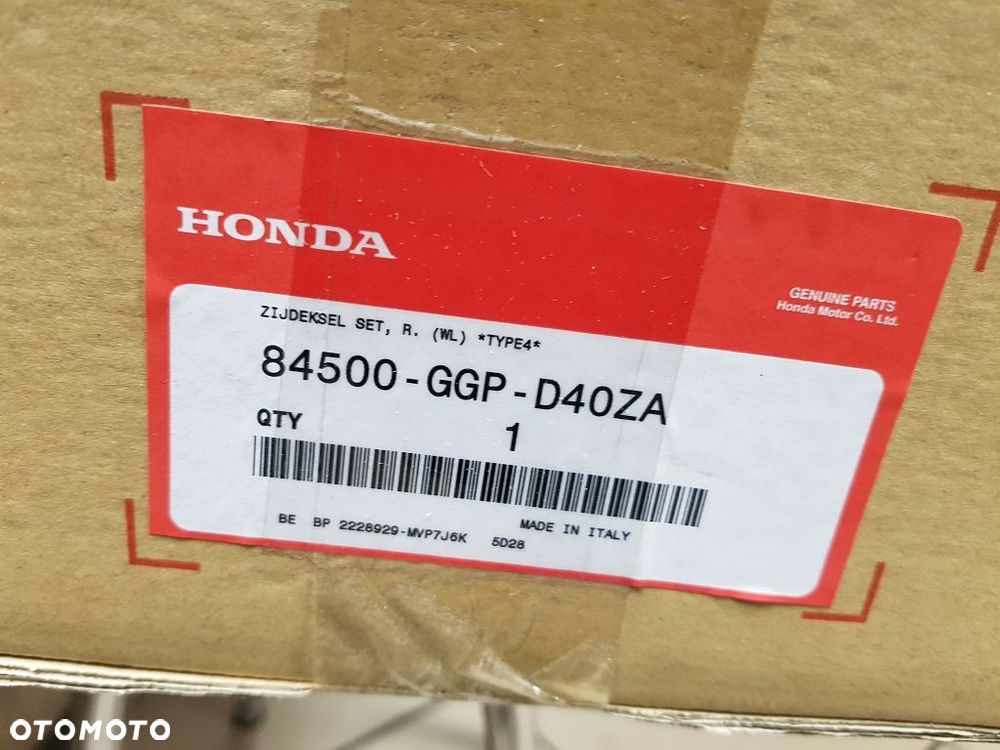 HONDA
GENUINE PARTS
Honda Motor Co. Ltd.
ZIJDEKSEL SET, R. (WL) *TYPE4*
84500-GGP-D40ZA
QTY 1
BE BP 2228929-MVP7J6K 5D28
MADE IN ITALY
OTOMOTO